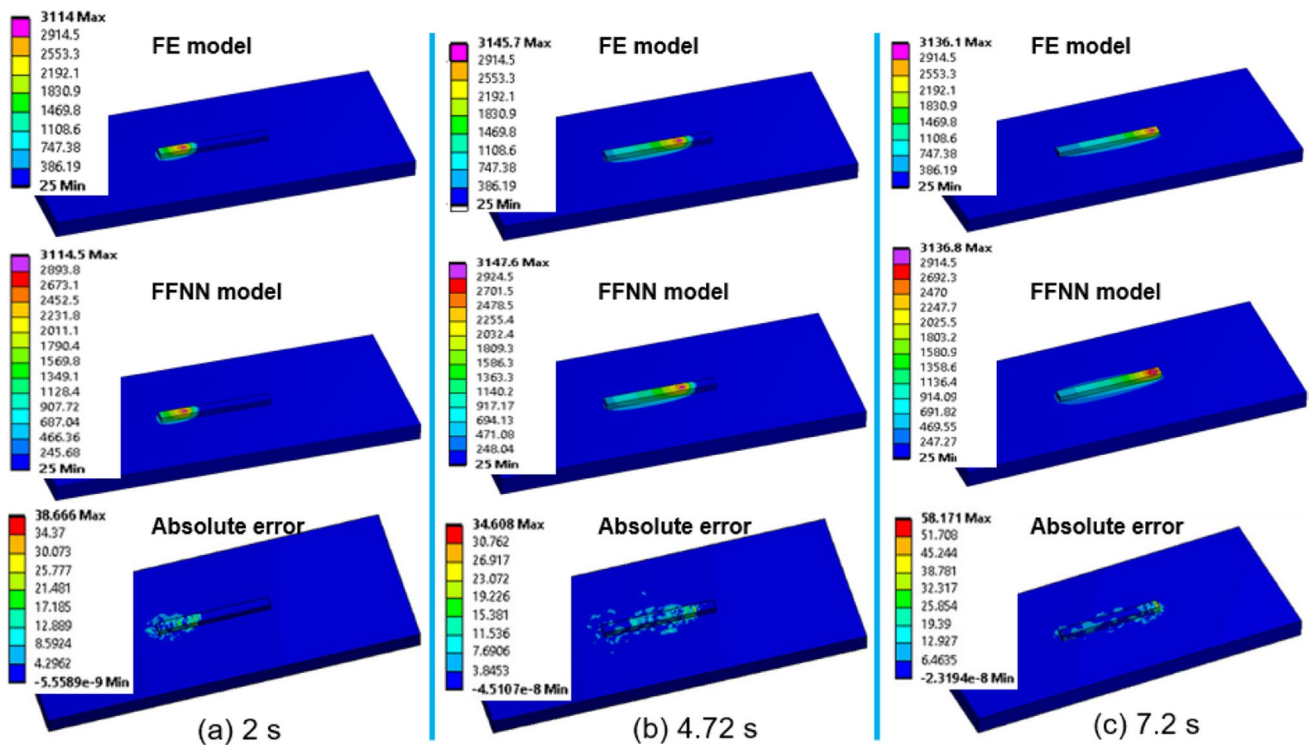 FE model
3114 Max
2914.5
2553.3
2192.1
1830.9
1469.8
1108.6
747.38
386.19
25 Min
FFNN model
3114.5 Max
2893.8
2673.1
2452.5
2231.8
2011.1
1790.4
1569.8
1349.1
1128.4
907.72
687.04
466.36
245.68
25 Min
Absolute error
38.666 Max
34.37
30.073
25.777
21.481
17.185
12.889
8.5924
4.2962
-5.5589e-9 Min
(a) 2 s
FE model
3145.7 Max
2914.5
2553.3
2192.1
1830.9
1469.8
1108.6
747.38
386.19
25 Min
FFNN model
3147.6 Max
2924.5
2701.5
2478.5
2255.4
2032.4
1809.3
1586.3
1363.3
1140.2
917.17
694.13
471.08
248.04
25 Min
Absolute error
34.608 Max
30.762
26.917
23.072
19.226
15.381
11.536
7.6906
3.8453
-4.5107e-8 Min
(b) 4.72 s
FE model
3136.1 Max
2914.5
2553.3
2192.1
1830.9
1469.8
1108.6
747.38
386.19
25 Min
FFNN model
3136.8 Max
2914.5
2692.3
2470
2247.7
2025.5
1803.2
1580.9
1358.6
1136.4
914.09
691.82
469.55
247.27
25 Min
Absolute error
58.171 Max
51.708
45.244
38.781
32.317
25.854
19.39
12.927
6.4635
-2.3194e-8 Min
(c) 7.2 s